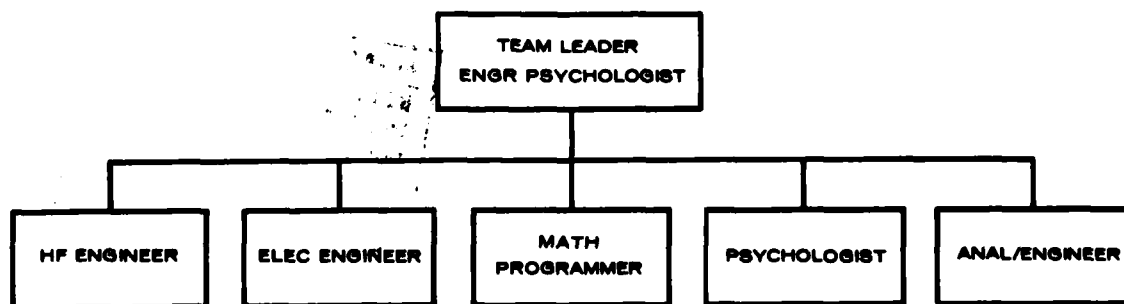 TEAM LEADER
ENGR PSYCHOLOGIST
HF ENGINEER
ELEC ENGINEER
MATH
PROGRAMMER
PSYCHOLOGIST
ANAL/ENGINEER